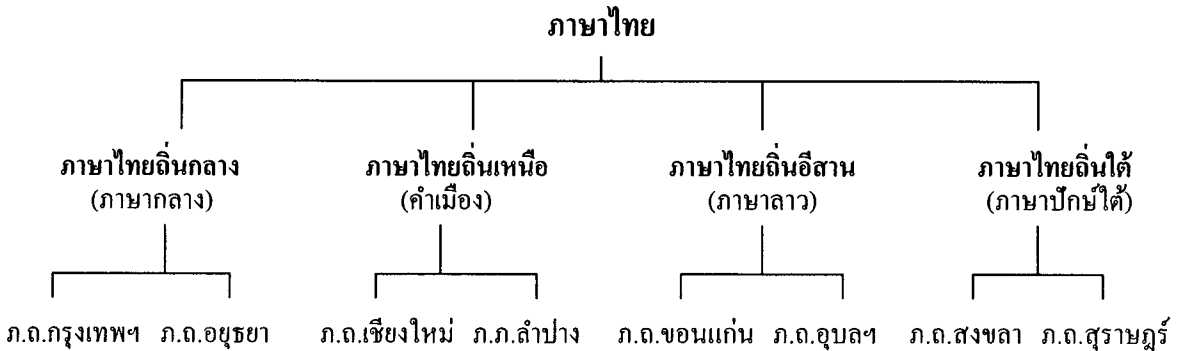 ภาษาไทย
ภาษาไทยถิ่นกลาง ภาษาไทยถิ่นเหนือ ภาษาไทยถิ่นอีสาน ภาษาไทยถิ่นใต้
(ภาษากลาง) (คำเมือง) (ภาษาลาว) (ภาษาปักษ์ใต้)
ภ.ถ.กรุงเทพฯ ภ.ถ.อยุธยา ภ.ถ.เชียงใหม่ ภ.ภ.ลำปาง ภ.ถ.ขอนแก่น ภ.ถ.อุบลฯ ภ.ถ.สงขลา ภ.ถ.สุราษฎร์